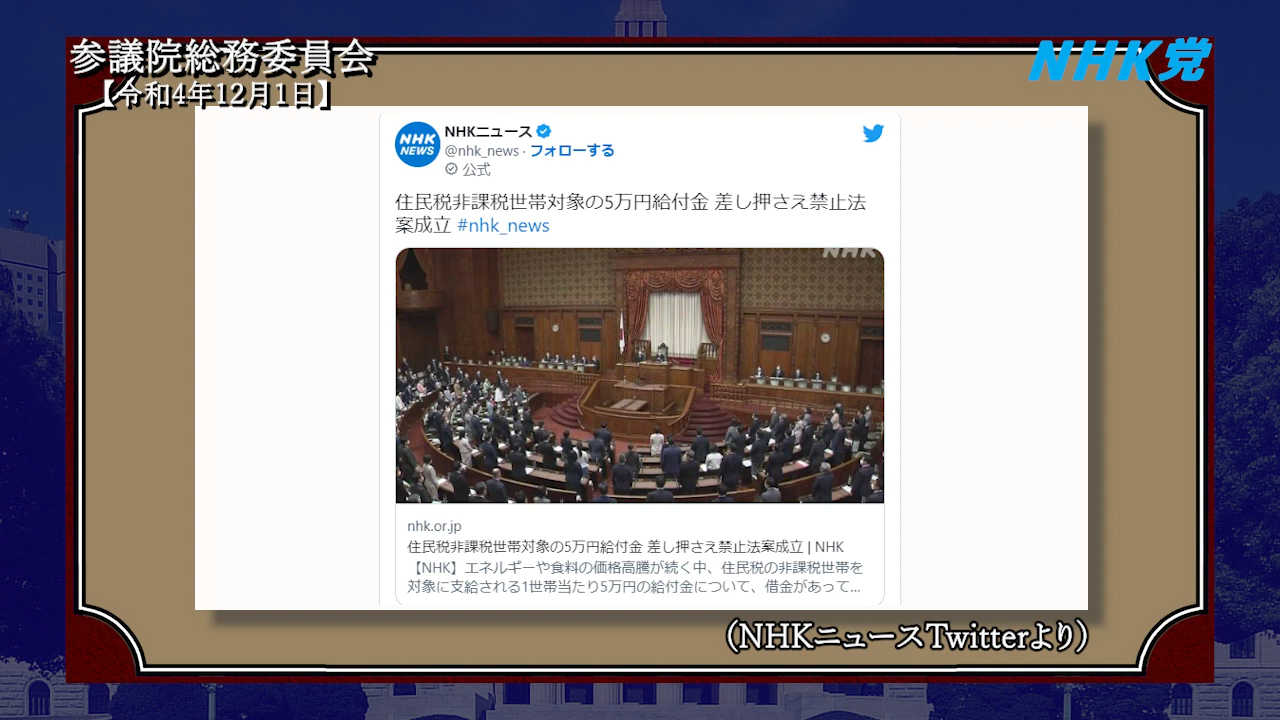 参議院総務委員会
【令和4年12月1日】
NHK党
NHK
NEWS
NHKニュース
@nhk_news · フォローする
公式
住民税非課税世帯対象の5万円給付金 差し押さえ禁止法
案成立 #nhk_news
NHK
nhk.or.jp
住民税非課税世帯対象の5万円給付金 差し押さえ禁止法案成立 | NHK
【NHK】エネルギーや食料の価格高騰が続く中、住民税の非課税世帯を
対象に支給される1世帯当たり5万円の給付金について、借金があって...
(NHKニュースTwitterより)